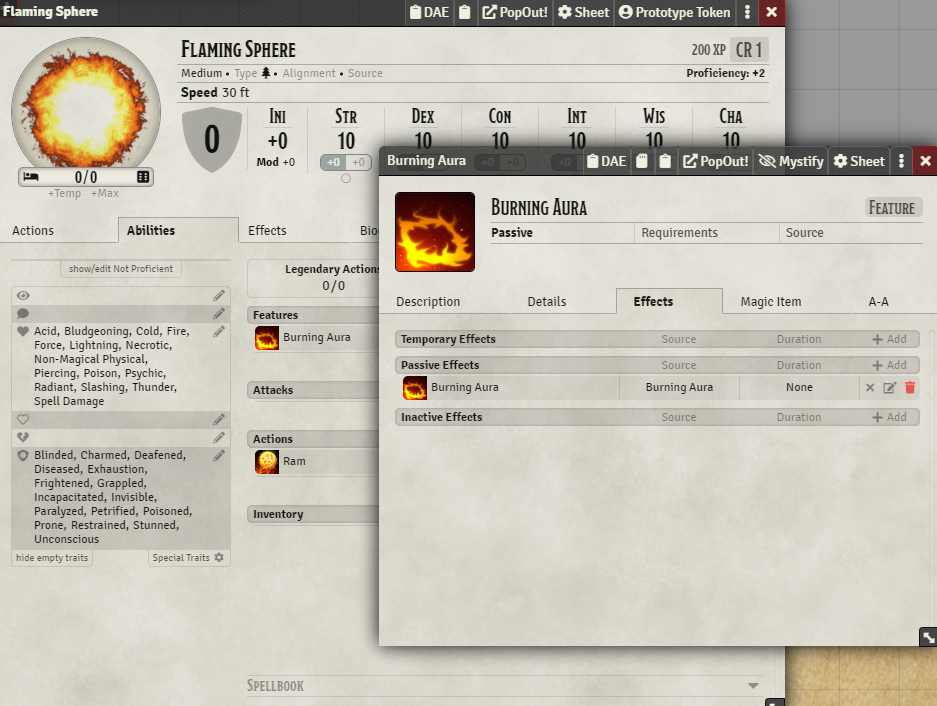 Flaming Sphere
DAE
PopOut!
Sheet
Prototype Token
Flaming Sphere
200 XP
CR 1
Medium • Type • Alignment • Source
Proficiency: +2
Speed 30 ft
0
Ini
+0
Mod +0
Str
10
+0 +0
Dex
10
Con
10
+0 +0
Int
10
+0
Wis
10
Cha
10
0/0
+Temp +Max
Actions
Abilities
Effects
Bio
show/edit Not Proficient
Acid, Bludgeoning, Cold, Fire,
Force, Lightning, Necrotic,
Non-Magical Physical,
Piercing, Poison, Psychic,
Radiant, Slashing, Thunder,
Spell Damage
Blinded, Charmed, Deafened,
Diseased, Exhaustion,
Frightened, Grappled,
Incapacitated, Invisible,
Paralyzed, Petrified, Poisoned,
Prone, Restrained, Stunned,
Unconscious
hide empty traits
Special Traits
Legendary Actions
0/0
Features
Burning Aura
Attacks
Actions
Ram
Inventory
Spellbook
Burning Aura
DAE
PopOut!
Mystify
Sheet
Burning Aura
Feature
Passive
Requirements
Source
Description
Details
Effects
Magic Item
A-A
Temporary Effects Source Duration Add
Passive Effects Source Duration Add
Burning Aura Burning Aura None
Inactive Effects Source Duration Add